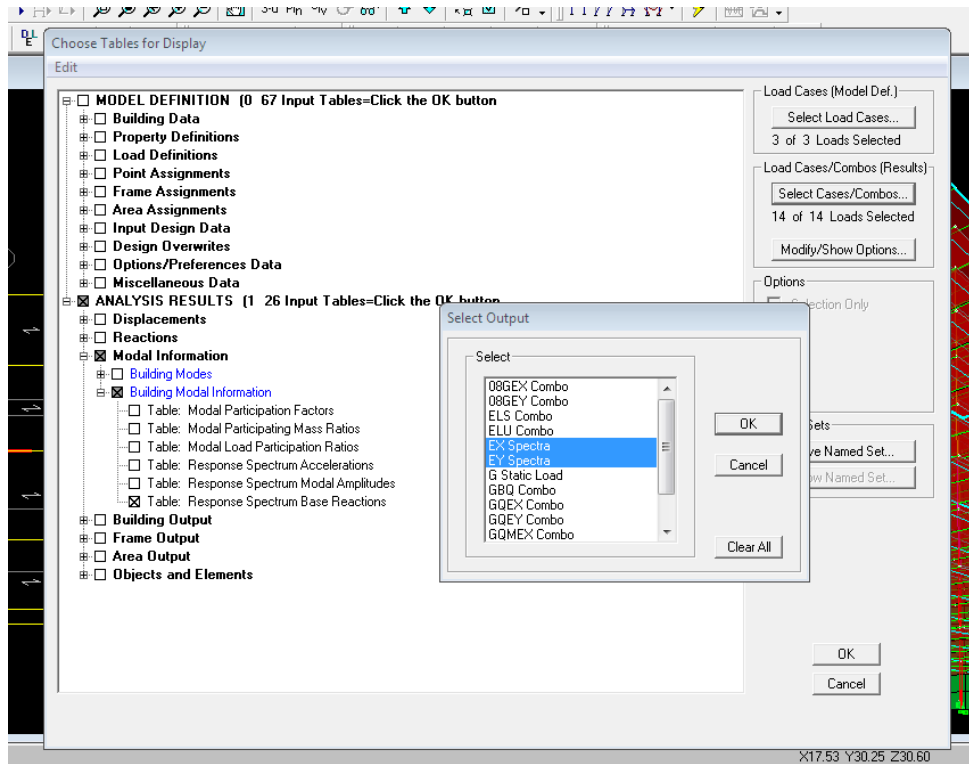 Choose Tables for Display
Edit
MODEL DEFINITION (0 67 Input Tables=Click the OK button
Building Data
Property Definitions
Load Definitions
Point Assignments
Frame Assignments
Area Assignments
Input Design Data
Design Overwrites
Options/Preferences Data
Miscellaneous Data
ANALYSIS RESULTS (1 26 Input Tables=Click the OK button
Displacements
Reactions
Modal Information
Building Modes
Building Modal Information
Table: Modal Participation Factors
Table: Modal Participating Mass Ratios
Table: Modal Load Participation Ratios
Table: Response Spectrum Accelerations
Table: Response Spectrum Modal Amplitudes
Table: Response Spectrum Base Reactions
Building Output
Frame Output
Area Output
Objects and Elements
Load Cases (Model Def.)
Select Load Cases...
3 of 3 Loads Selected
Load Cases/Combos (Results)
Select Cases/Combos...
14 of 14 Loads Selected
Modify/Show Options...
Options
Only
Named Set...
Named Set...
OK
Cancel
Select Output
Select
08GEX Combo
08GEY Combo
ELS Combo
ELU Combo
EX Spectra
EY Spectra
G Static Load
GBQ Combo
GQEX Combo
GQEY Combo
GQMEX Combo
OK
Cancel
Clear All
X17.53 Y30.25 Z30.60